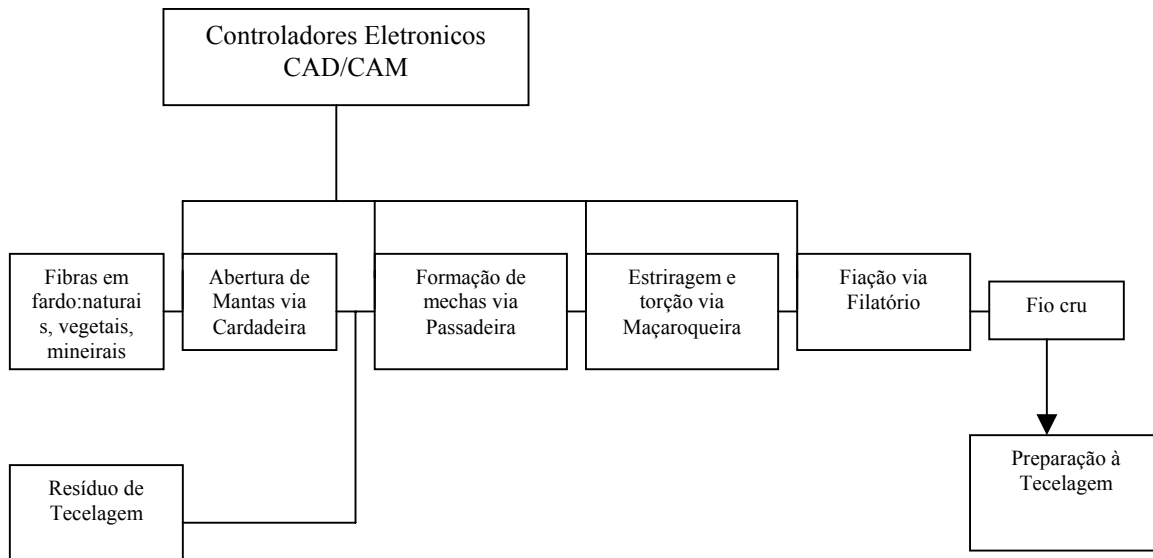 Controladores Eletronicos
CAD/CAM
Fibras em
fardo:naturai
s, vegetais,
mineirais
Abertura de
Mantas via
Cardadeira
Formação de
mechas via
Passadeira
Estriragem e
torção via
Maçaroqueira
Fiação via
Filatório
Fio cru
Resíduo de
Tecelagem
Preparação à
Tecelagem